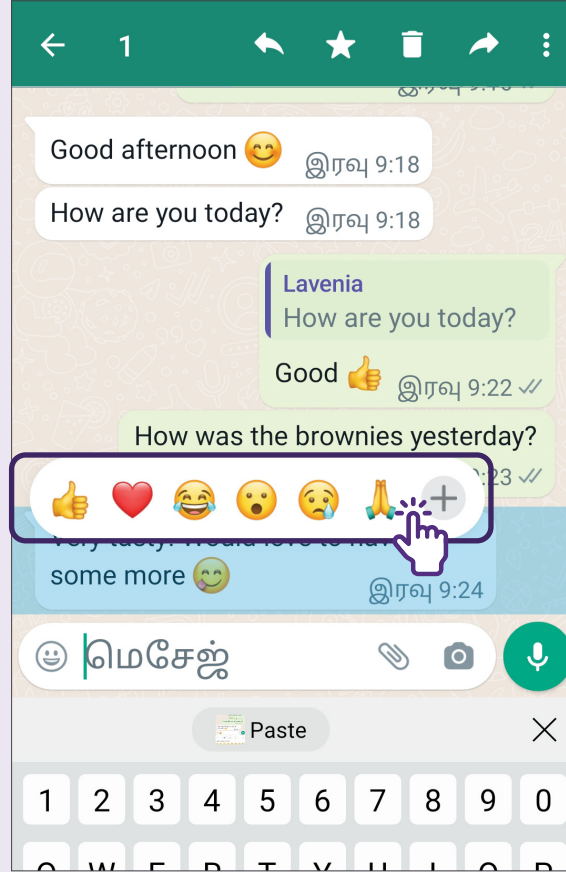 1
Good afternoon 😊 இரவு 9:18
How are you today? இரவு 9:18
Lavenia
How are you today?
Good 👍 இரவு 9:22
How was the brownies yesterday?
:23
some more 😋 இரவு 9:24
மெசேஜ்
Paste
1 2 3 4 5 6 7 8 9 0